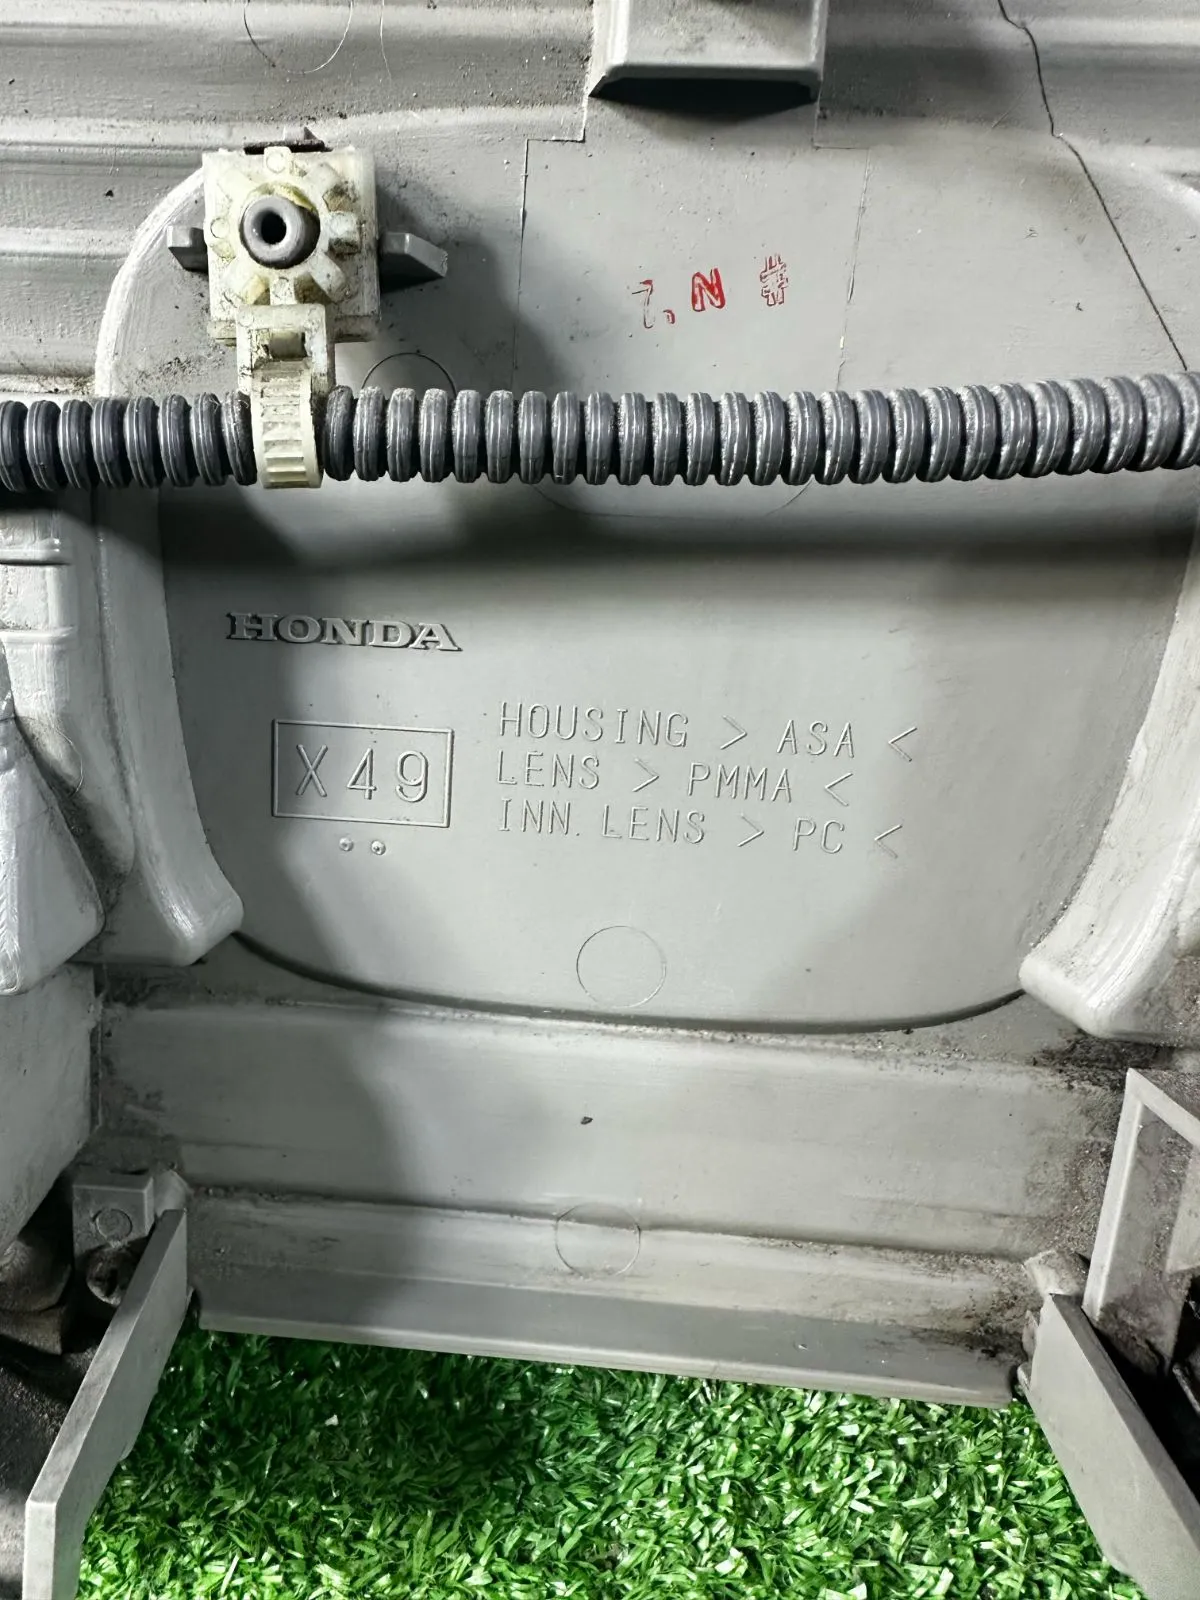 HONDA
X49
HOUSING > ASA <
LENS > PMMA <
INN. LENS > PC <